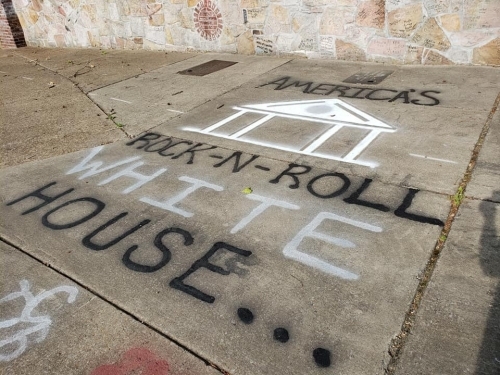 AMERICA'S
ROCK-N-ROLL
WHITE
HOUSE...